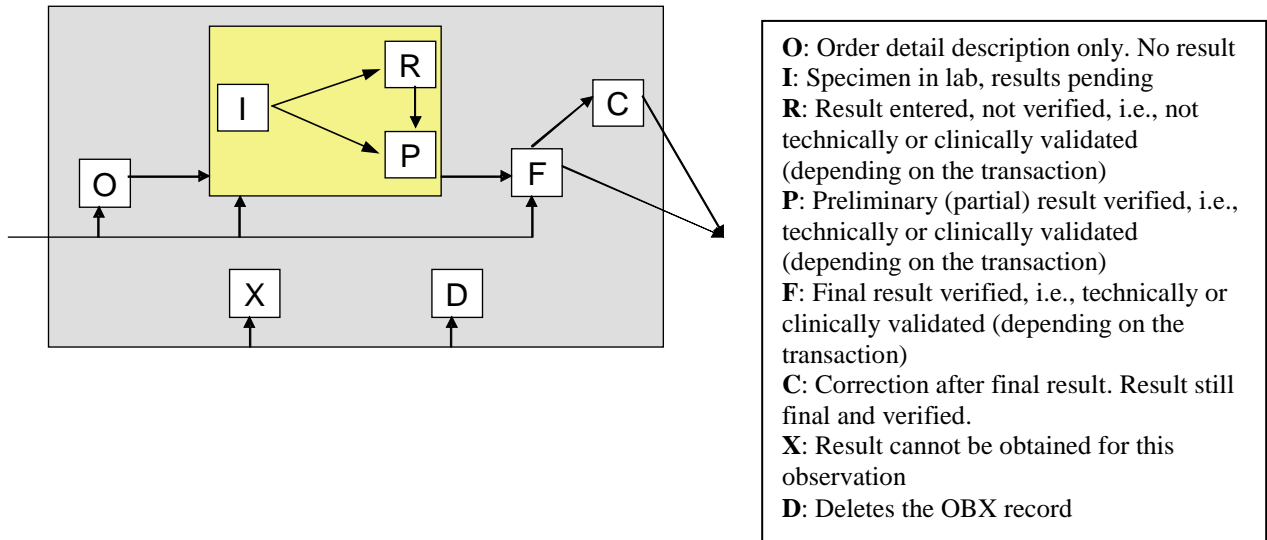 R
I
C
P
O
F
X
D
O: Order detail description only. No result
I: Specimen in lab, results pending
R: Result entered, not verified, i.e., not
technically or clinically validated
(depending on the transaction)
P: Preliminary (partial) result verified, i.e.,
technically or clinically validated
(depending on the transaction)
F: Final result verified, i.e., technically or
clinically validated (depending on the
transaction)
C: Correction after final result. Result still
final and verified.
X: Result cannot be obtained for this
observation
D: Deletes the OBX record